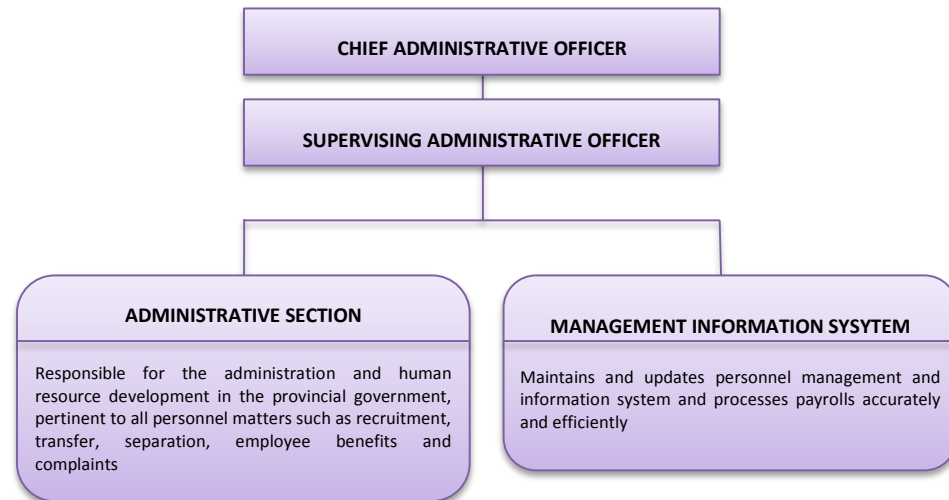 CHIEF ADMINISTRATIVE OFFICER
SUPERVISING ADMINISTRATIVE OFFICER
ADMINISTRATIVE SECTION
Responsible for the administration and human
resource development in the provincial government,
pertinent to all personnel matters such as recruitment,
transfer, separation, employee benefits and
complaints
MANAGEMENT INFORMATION SYSYTEM
Maintains and updates personnel management and
information system and processes payrolls accurately
and efficiently